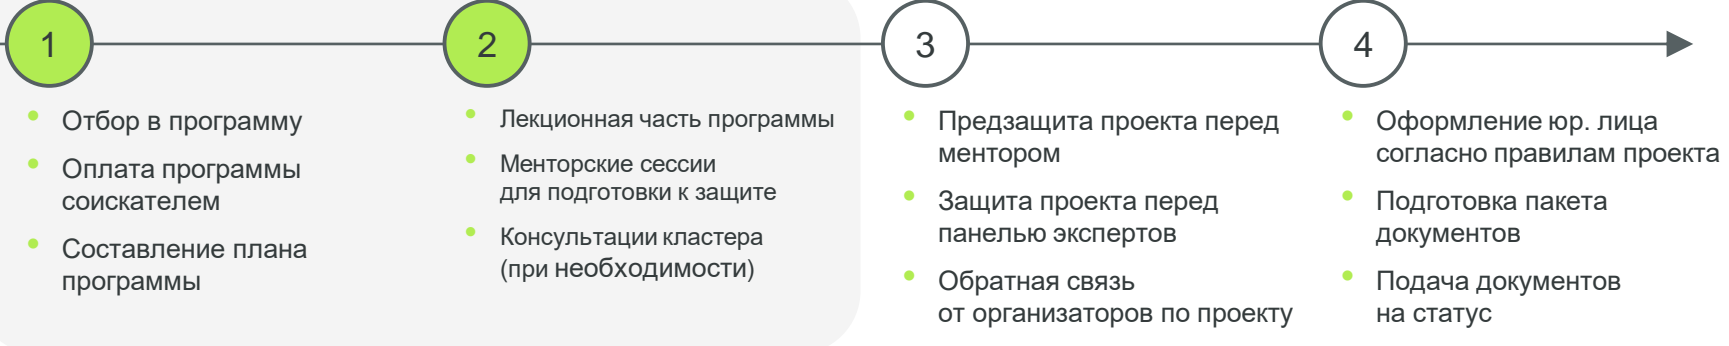 1
Отбор в программу
Оплата программы
соискателем
Составление плана
программы
2
Лекционная часть программы
Менторские сессии
для подготовки к защите
Консультации кластера
(при необходимости)
3
Предзащита проекта перед
ментором
Защита проекта перед
панелью экспертов
Обратная связь
от организаторов по проекту
4
Оформление юр. лица
согласно правилам проекта
Подготовка пакета
документов
Подача документов
на статус